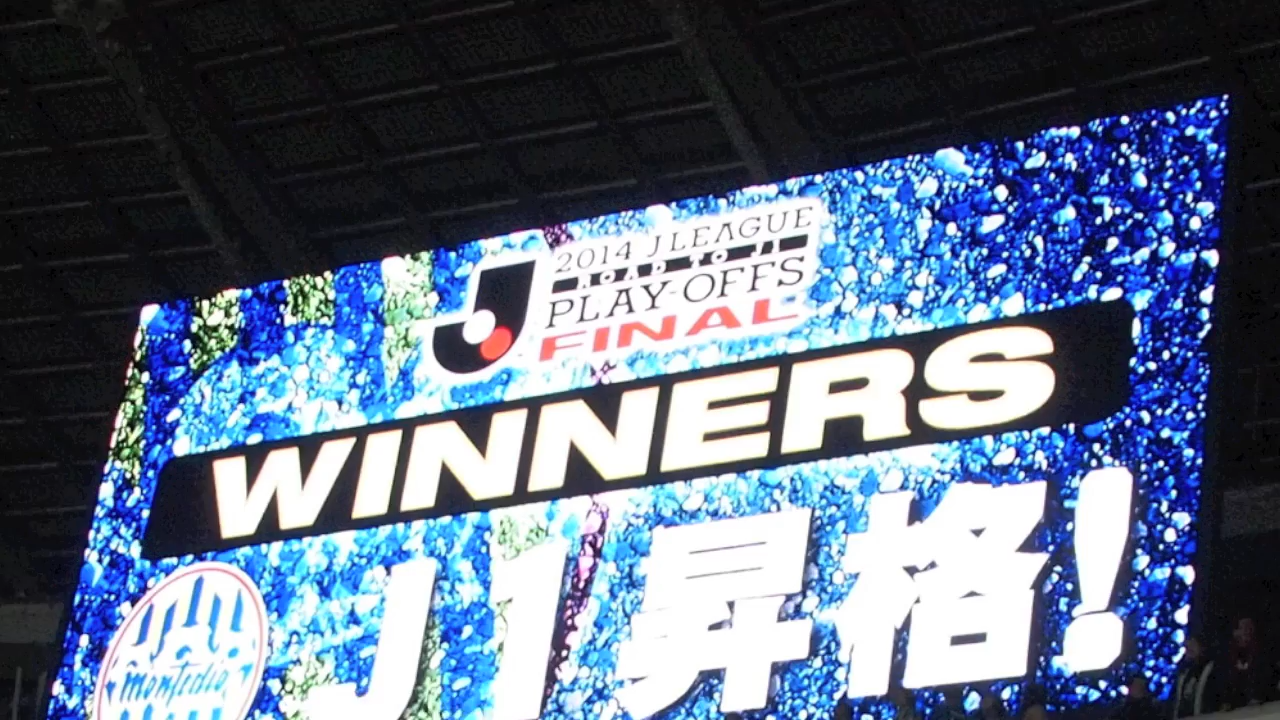 2014 J.LEAGUE
ROAD TO J1
PLAY-OFFS
FINAL
WINNERS
J1昇格!
Montedio